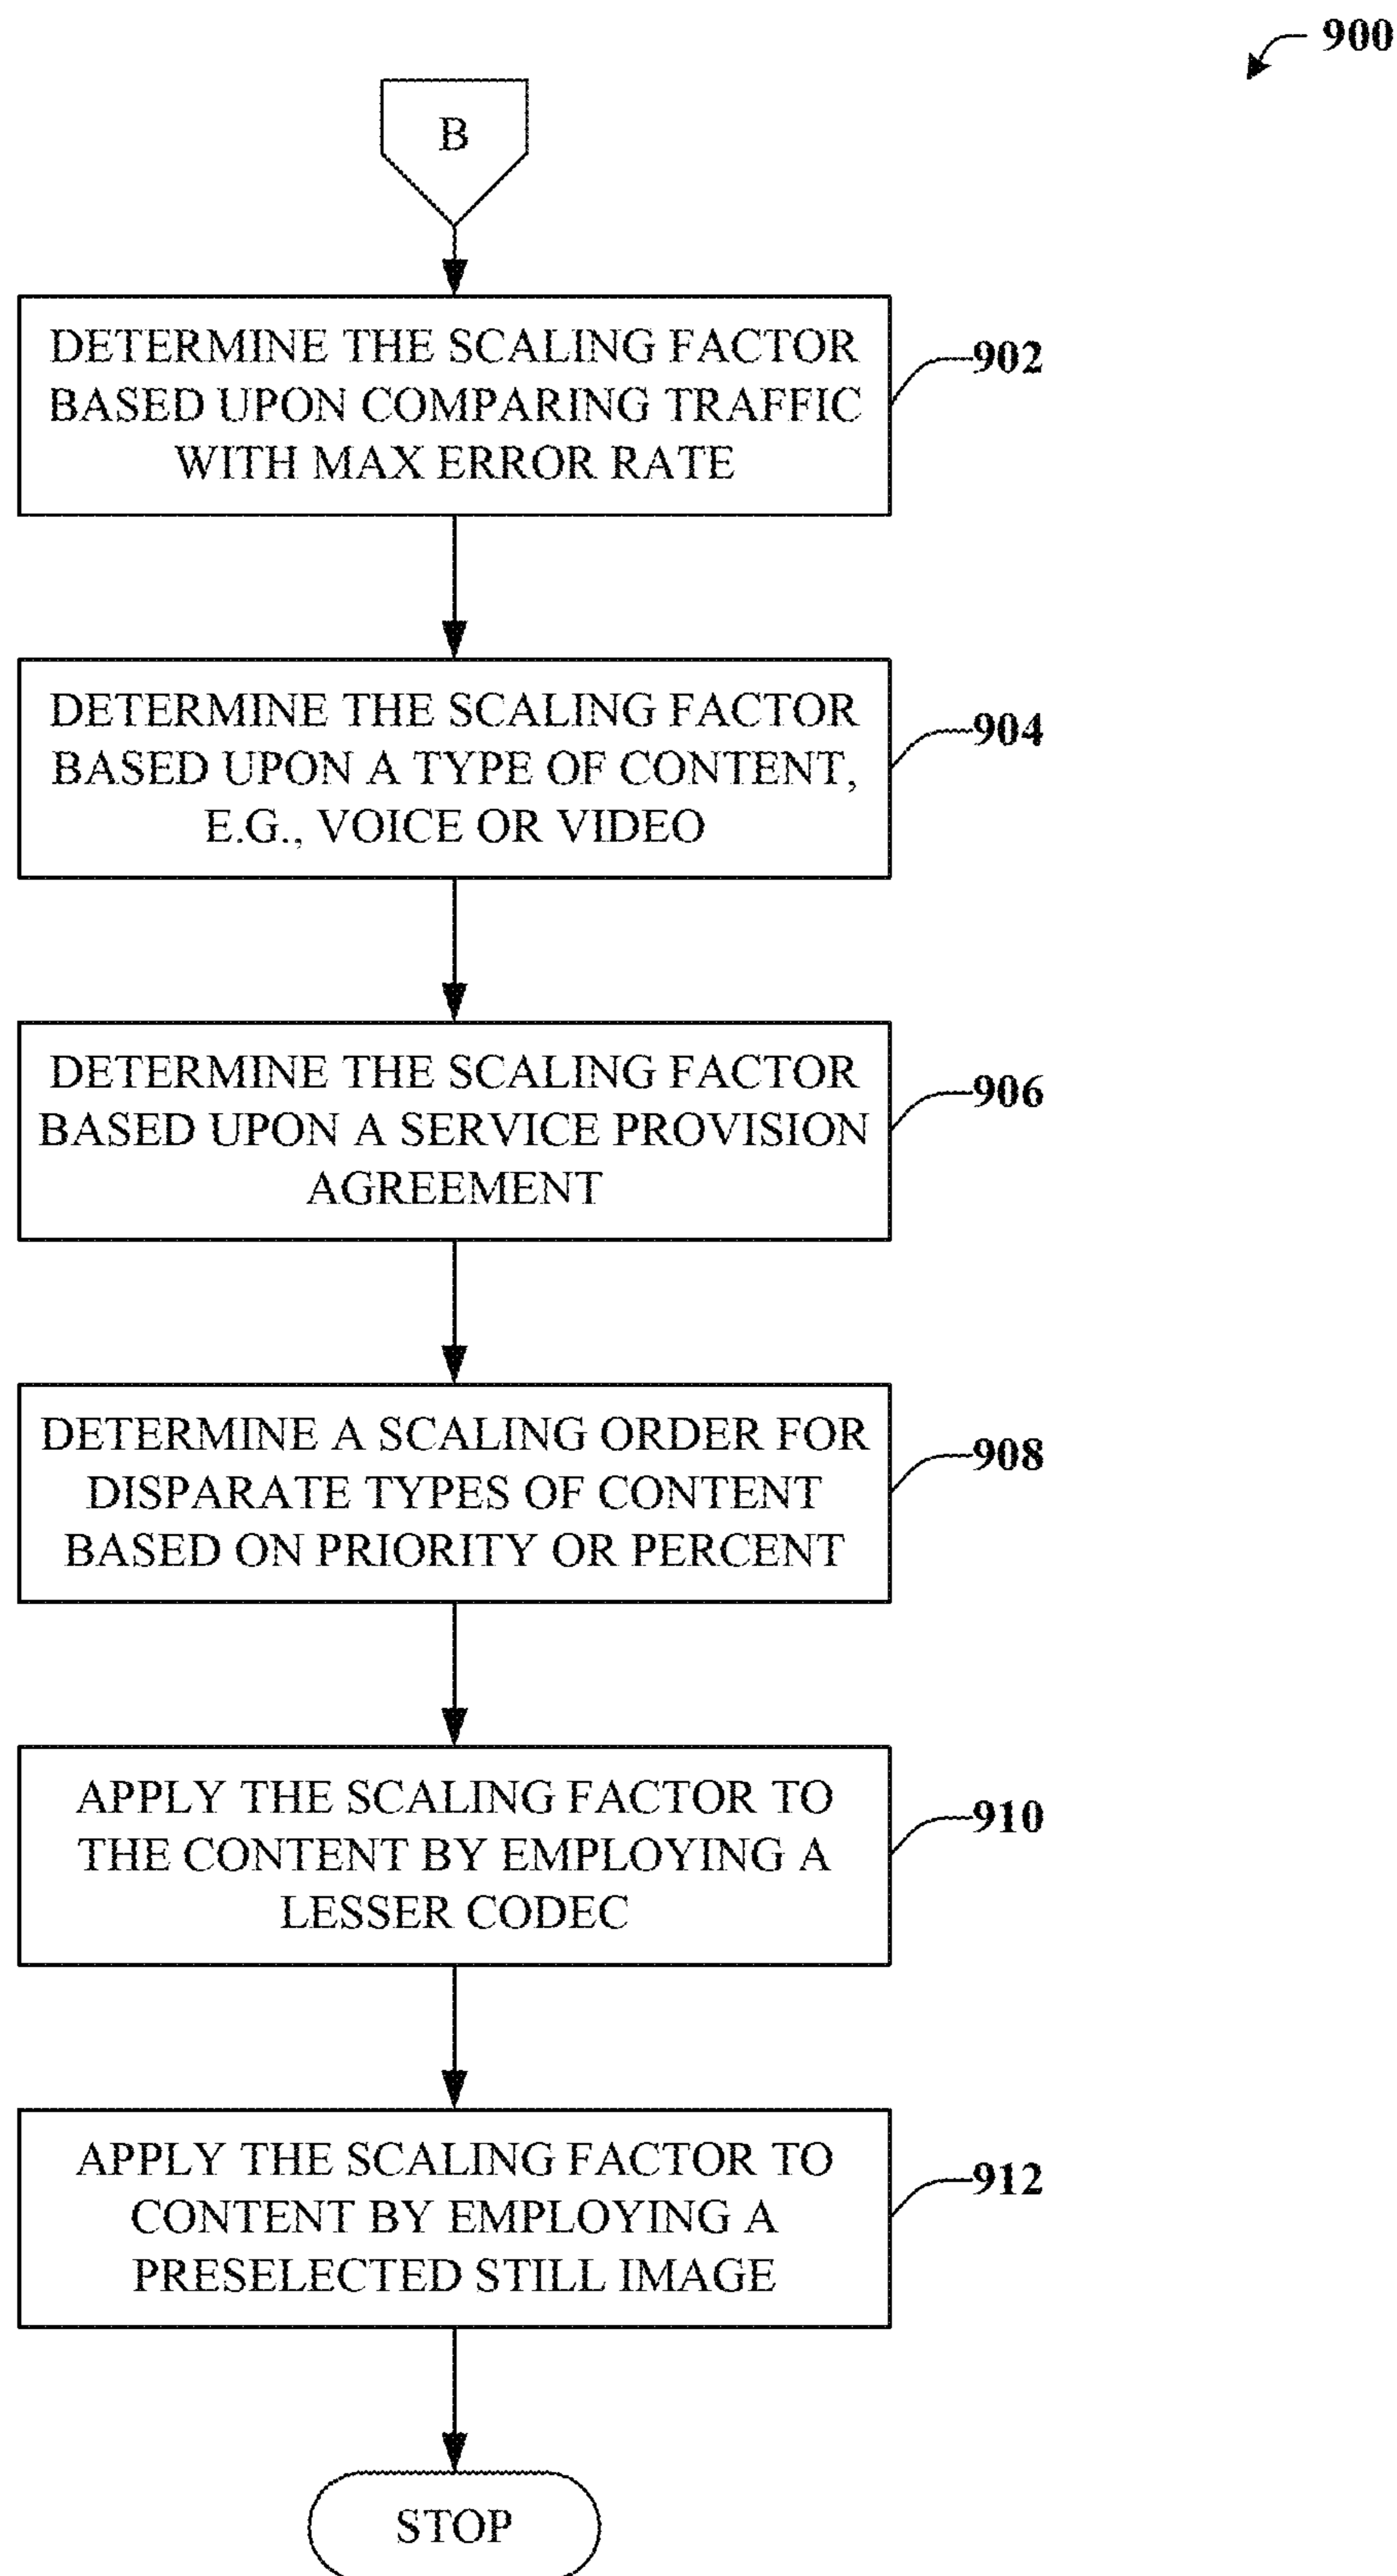 900
B
DETERMINE THE SCALING FACTOR
BASED UPON COMPARING TRAFFIC
WITH MAX ERROR RATE
902
DETERMINE THE SCALING FACTOR
BASED UPON A TYPE OF CONTENT,
E.G., VOICE OR VIDEO
904
DETERMINE THE SCALING FACTOR
BASED UPON A SERVICE PROVISION
AGREEMENT
906
DETERMINE A SCALING ORDER FOR
DISPARATE TYPES OF CONTENT
BASED ON PRIORITY OR PERCENT
908
APPLY THE SCALING FACTOR TO
THE CONTENT BY EMPLOYING A
LESSER CODEC
910
APPLY THE SCALING FACTOR TO
CONTENT BY EMPLOYING A
PRESELECTED STILL IMAGE
912
STOP